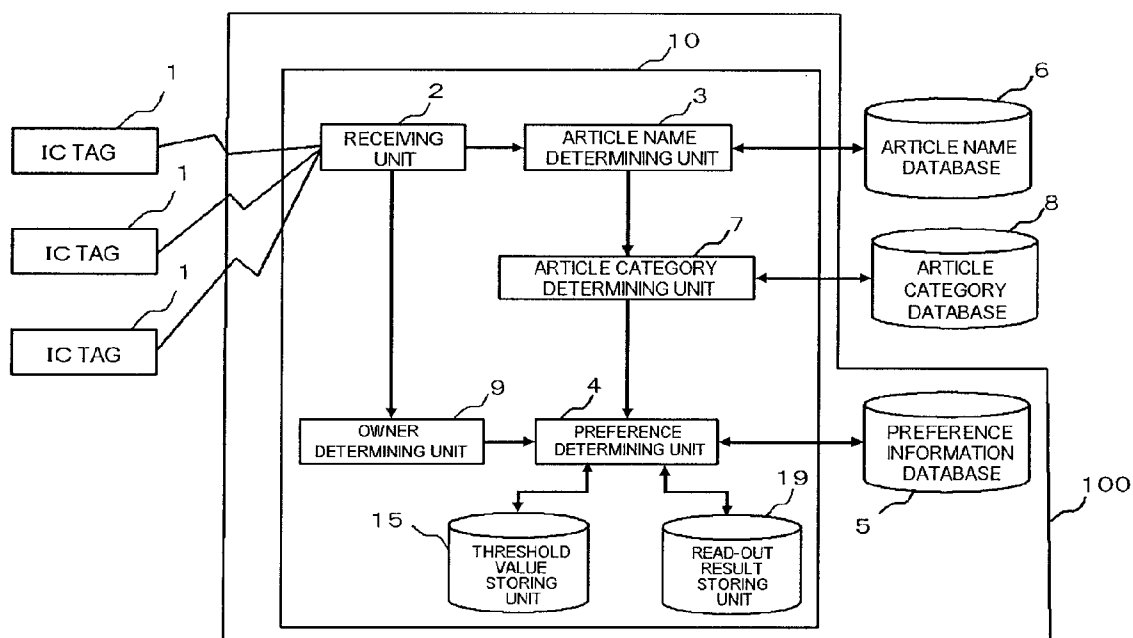 10
1
IC TAG
2
RECEIVING
UNIT
3
ARTICLE NAME
DETERMINING UNIT
6
ARTICLE NAME
DATABASE
1
IC TAG
7
ARTICLE CATEGORY
DETERMINING UNIT
8
ARTICLE
CATEGORY
DATABASE
1
IC TAG
9
OWNER
DETERMINING UNIT
4
PREFERENCE
DETERMINING UNIT
PREFERENCE
INFORMATION
DATABASE
5
100
15
THRESHOLD
VALUE
STORING
UNIT
19
READ-OUT
RESULT
STORING
UNIT